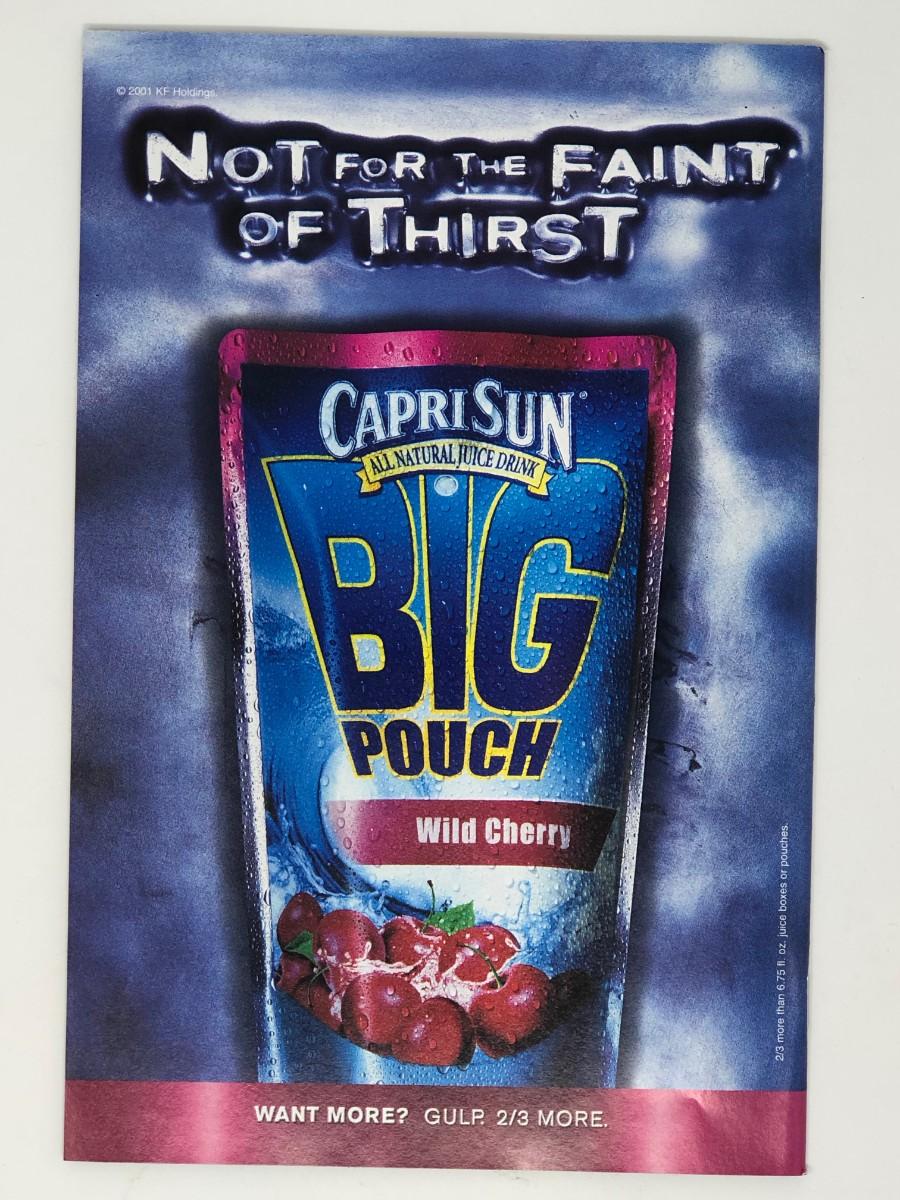 © 2001 KF Holdings.
NOT FOR THE FAINT
OF THIRST
CAPRI SUN®
ALL NATURAL JUICE DRINK
BIG
POUCH
Wild Cherry
2/3 more than 6.75 fl. oz. juice boxes or pouches.
WANT MORE? GULP. 2/3 MORE.